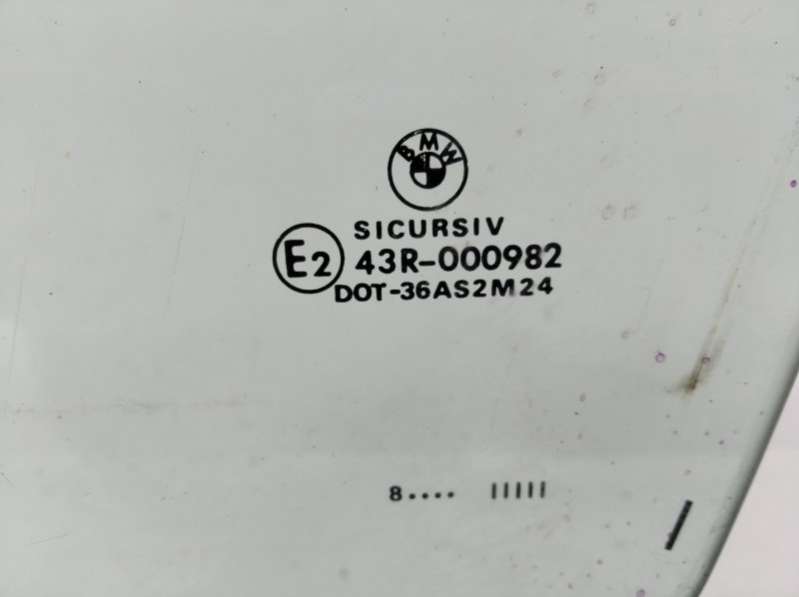 BMW
SICURSIV
E2 43R-000982
DOT-36AS2M24
8.... IIIII